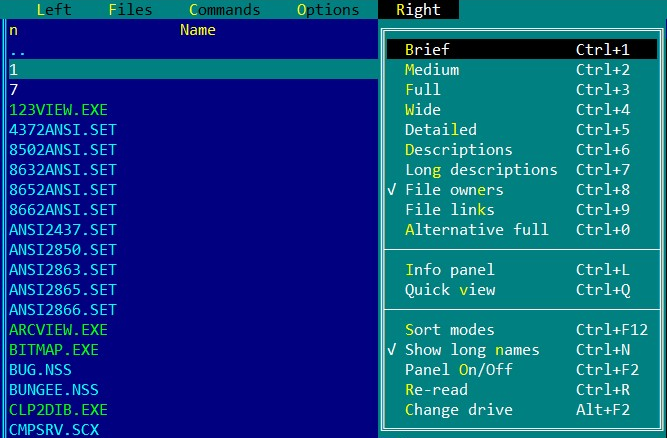 Left Files Commands Options Right
n Name
..
1
7
123VIEW.EXE
4372ANSI.SET
8502ANSI.SET
8632ANSI.SET
8652ANSI.SET
8662ANSI.SET
ANSI2437.SET
ANSI2850.SET
ANSI2863.SET
ANSI2865.SET
ANSI2866.SET
ARCVIEW.EXE
BITMAP.EXE
BUG.NSS
BUNGEE.NSS
CLP2DIB.EXE
CMPSRV.SCX
Brief Ctrl+1
Medium Ctrl+2
Full Ctrl+3
Wide Ctrl+4
Detailed Ctrl+5
Descriptions Ctrl+6
Long descriptions Ctrl+7
√ File owners Ctrl+8
File links Ctrl+9
Alternative full Ctrl+0
Info panel Ctrl+L
Quick view Ctrl+Q
Sort modes Ctrl+F12
√ Show long names Ctrl+N
Panel On/Off Ctrl+F2
Re-read Ctrl+R
Change drive Alt+F2